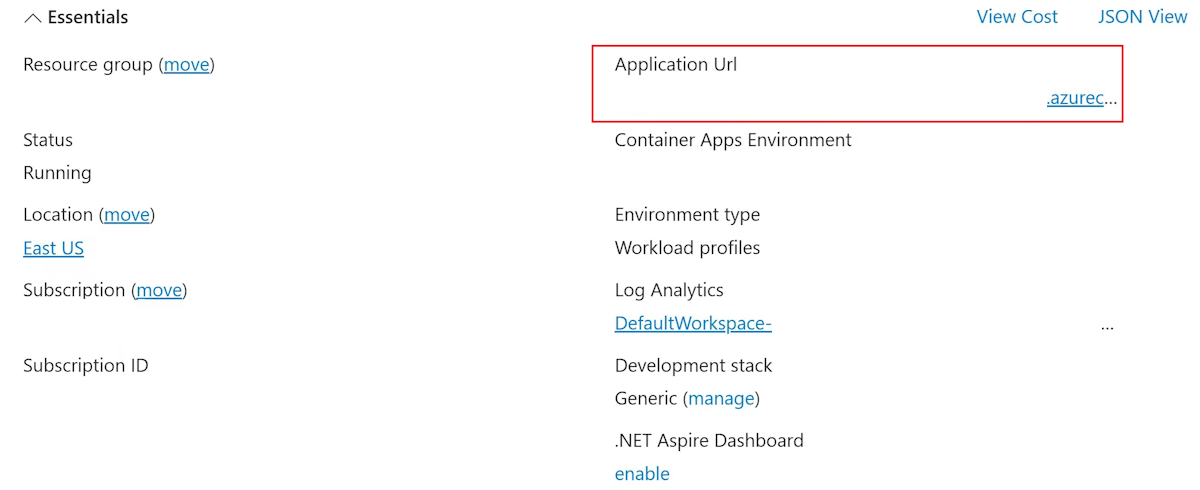 Essentials
View Cost
JSON View
Resource group (move)
Application Url
.azurec...
Status
Container Apps Environment
Running
Location (move)
Environment type
East US
Workload profiles
Subscription (move)
Log Analytics
DefaultWorkspace-
...
Subscription ID
Development stack
Generic (manage)
.NET Aspire Dashboard
enable